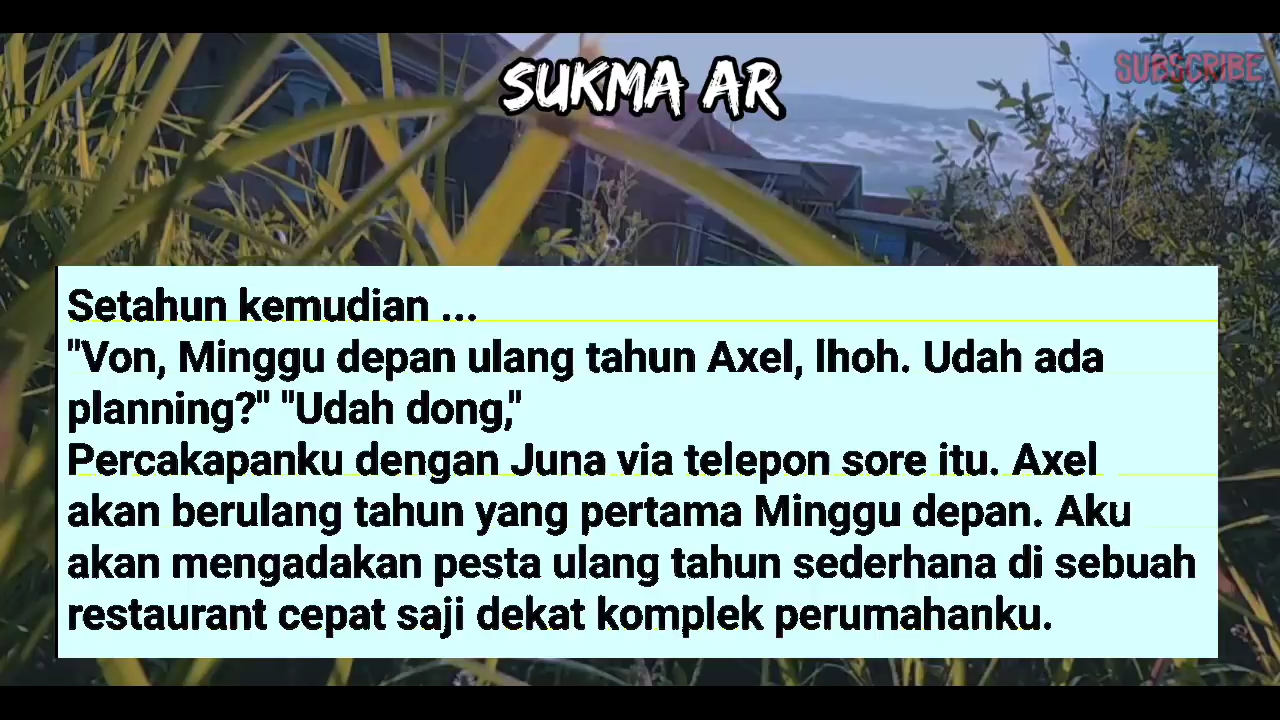 SUKMA AR
SUBSCRIBE
Setahun kemudian ...
"Von, Minggu depan ulang tahun Axel, lhoh. Udah ada
planning?" "Udah dong,"
Percakapanku dengan Juna via telepon sore itu. Axel
akan berulang tahun yang pertama Minggu depan. Aku
akan mengadakan pesta ulang tahun sederhana di sebuah
restaurant cepat saji dekat komplek perumahanku.